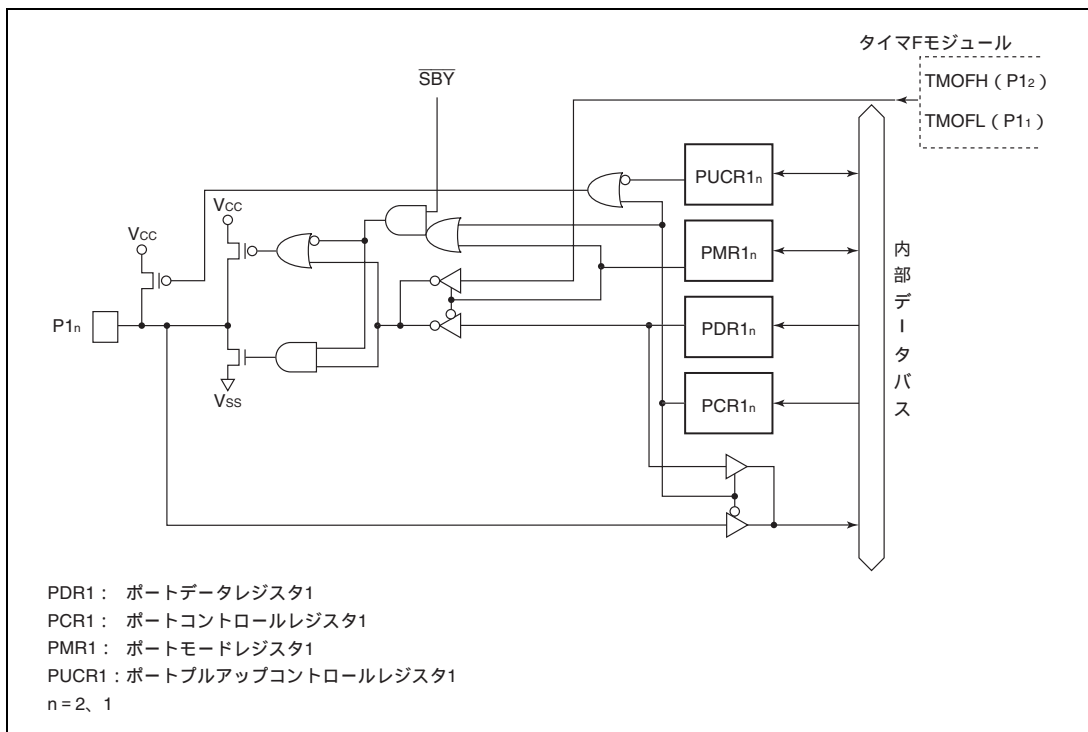 タイマFモジュール
TMOFH ( P12 )
TMOFL ( P11 )
SBY
PUCR1n
VCC
VCC
PMR1n
P1n
PDR1n
VSS
PCR1n
内部データバス
PDR1 : ポートデータレジスタ1
PCR1 : ポートコントロールレジスタ1
PMR1 : ポートモードレジスタ1
PUCR1 : ポートプルアップコントロールレジスタ1
n = 2、1